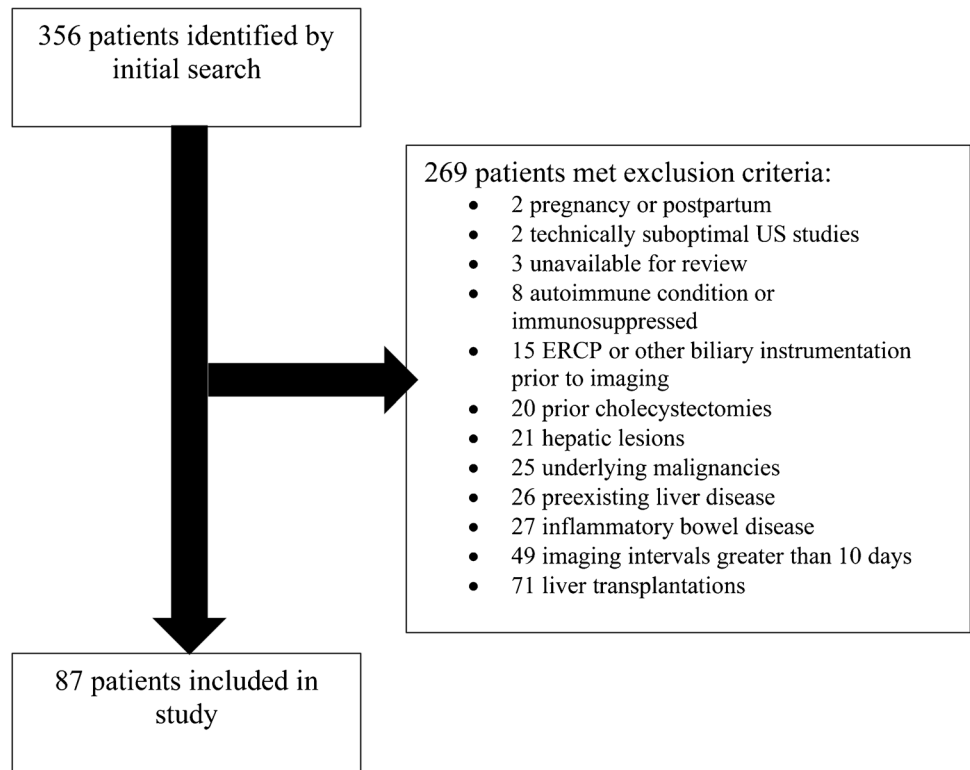 356 patients identified by
initial search
269 patients met exclusion criteria:
• 2 pregnancy or postpartum
• 2 technically suboptimal US studies
• 3 unavailable for review
• 8 autoimmune condition or
immunosuppressed
• 15 ERCP or other biliary instrumentation
prior to imaging
• 20 prior cholecystectomies
• 21 hepatic lesions
• 25 underlying malignancies
• 26 preexisting liver disease
• 27 inflammatory bowel disease
• 49 imaging intervals greater than 10 days
• 71 liver transplantations
87 patients included in
study